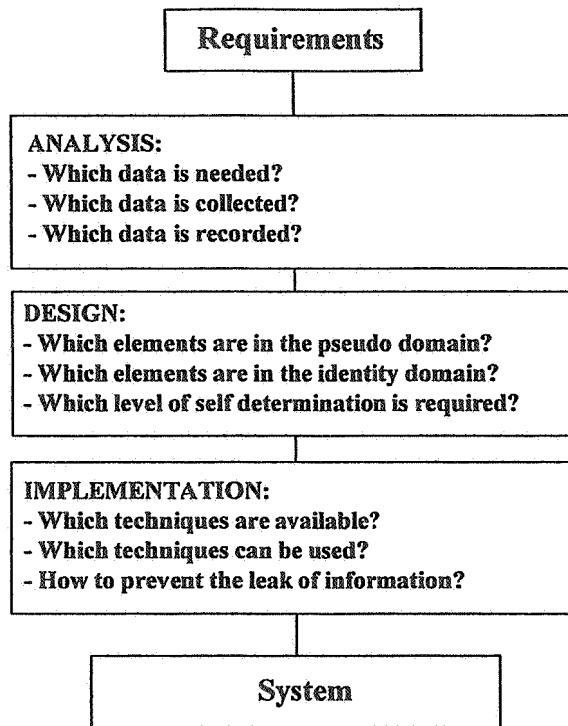 Requirements
ANALYSIS:
- Which data is needed?
- Which data is collected?
- Which data is recorded?
DESIGN:
- Which elements are in the pseudo domain?
- Which elements are in the identity domain?
- Which level of self determination is required?
IMPLEMENTATION:
- Which techniques are available?
- Which techniques can be used?
- How to prevent the leak of information?
System